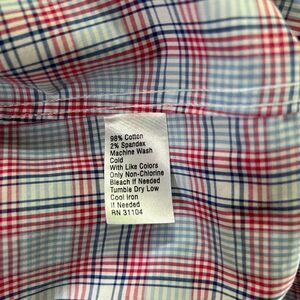 98% Cotton
2% Spandex
Machine Wash
Cold
With Like Colors
Only Non-Chlorine
Bleach If Needed
Tumble Dry Low
Cool Iron
If Needed
RN 31104